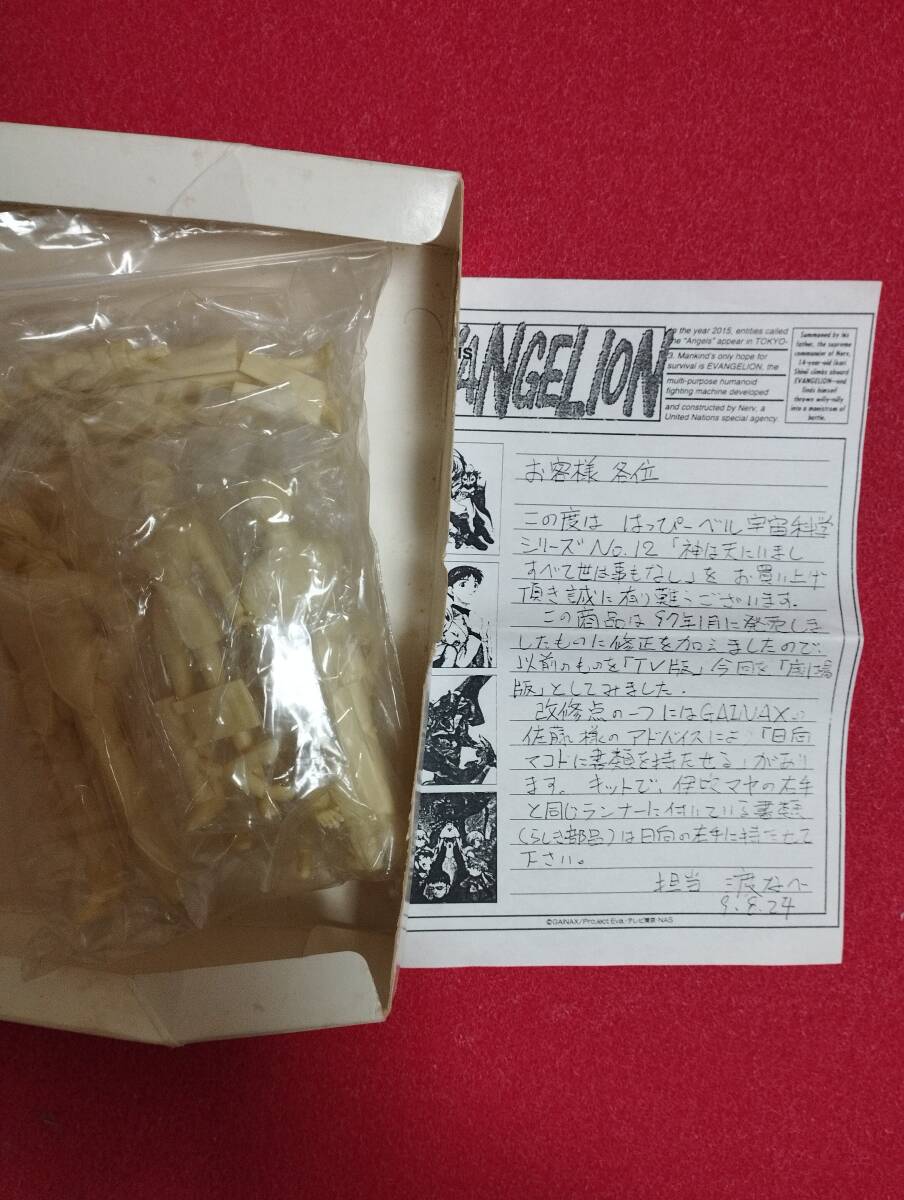 IS
VANGELION
the year 2015, entities called
the "Angels" appear in TOKYO-
3. Mankind's only hope for
survival is EVANGELION, the
multi-purpose humanoid
fighting machine developed
and constructed by Nerv, a
United Nations special agency.
Summoned by his
father, the supreme
commander of Nerv,
14-year-old Ikari
Shinji climbs aboard
EVANGELION—and
finds himself
thrown willy-nilly
into a maelstrom of
battle.
お客様 各位
この度は はっぴーベル宇宙科学
シリーズ No.12「神は天にいまし
すべて世は事もなし」を お買い上げ
頂き誠に有り難うございます。
この商品は 97年1月に発売しま
したものに修正を加えましたので、
以前のものを「TV版」今回を「劇場
版」としてみました.
改修点の一つにはGAINAXの
佐藤様のアドバイスによる「日向
マコトに書類を持たせる」があり
ます。キットで、伊吹マヤの右手
と同じランナーに付いている書類
(らしき部品)は日向の左手に持たせて
下さい。
担当 渡なべ
9.8.24
©GAINAX/Project Eva.・テレビ東京・NAS